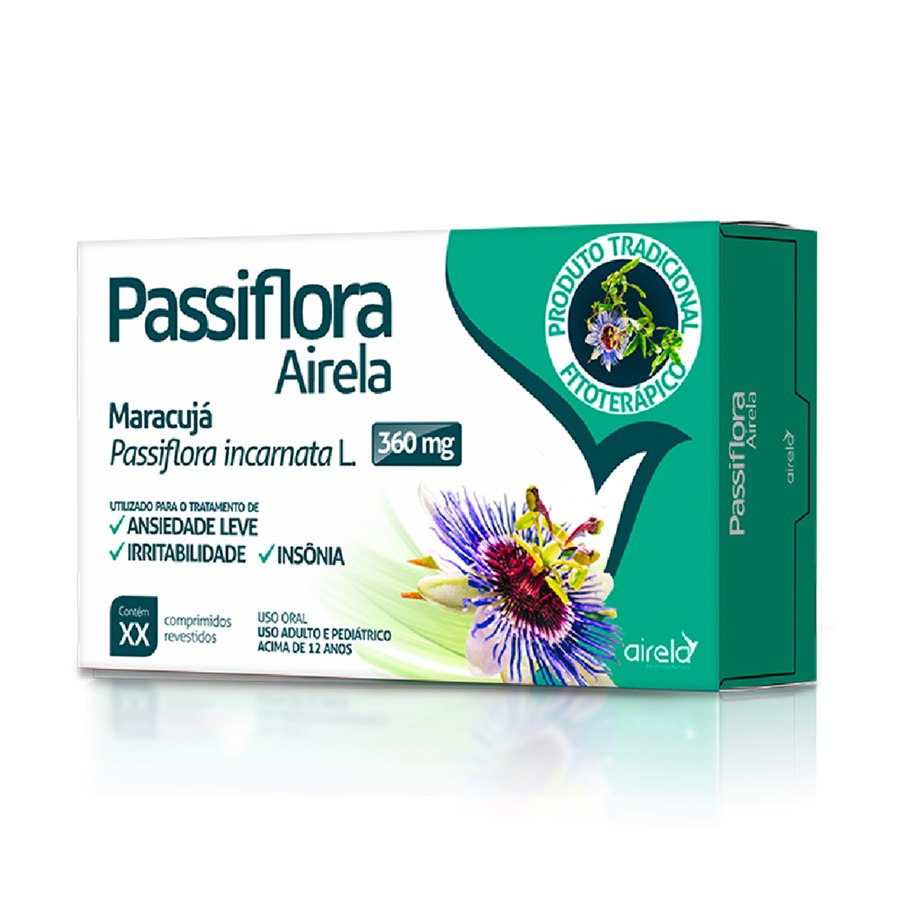 Passiflora
Airela
Maracujá
Passiflora incarnata L. 360 mg
UTILIZADO PARA O TRATAMENTO DE
✓ ANSIEDADE LEVE
✓ IRRITABILIDADE ✓ INSÔNIA
Contém
XX
comprimidos
revestidos
USO ORAL
USO ADULTO E PEDIÁTRICO
ACIMA DE 12 ANOS
PRODUTO TRADICIONAL
FITOTERÁPICO
airela
Passiflora
Airela
airela